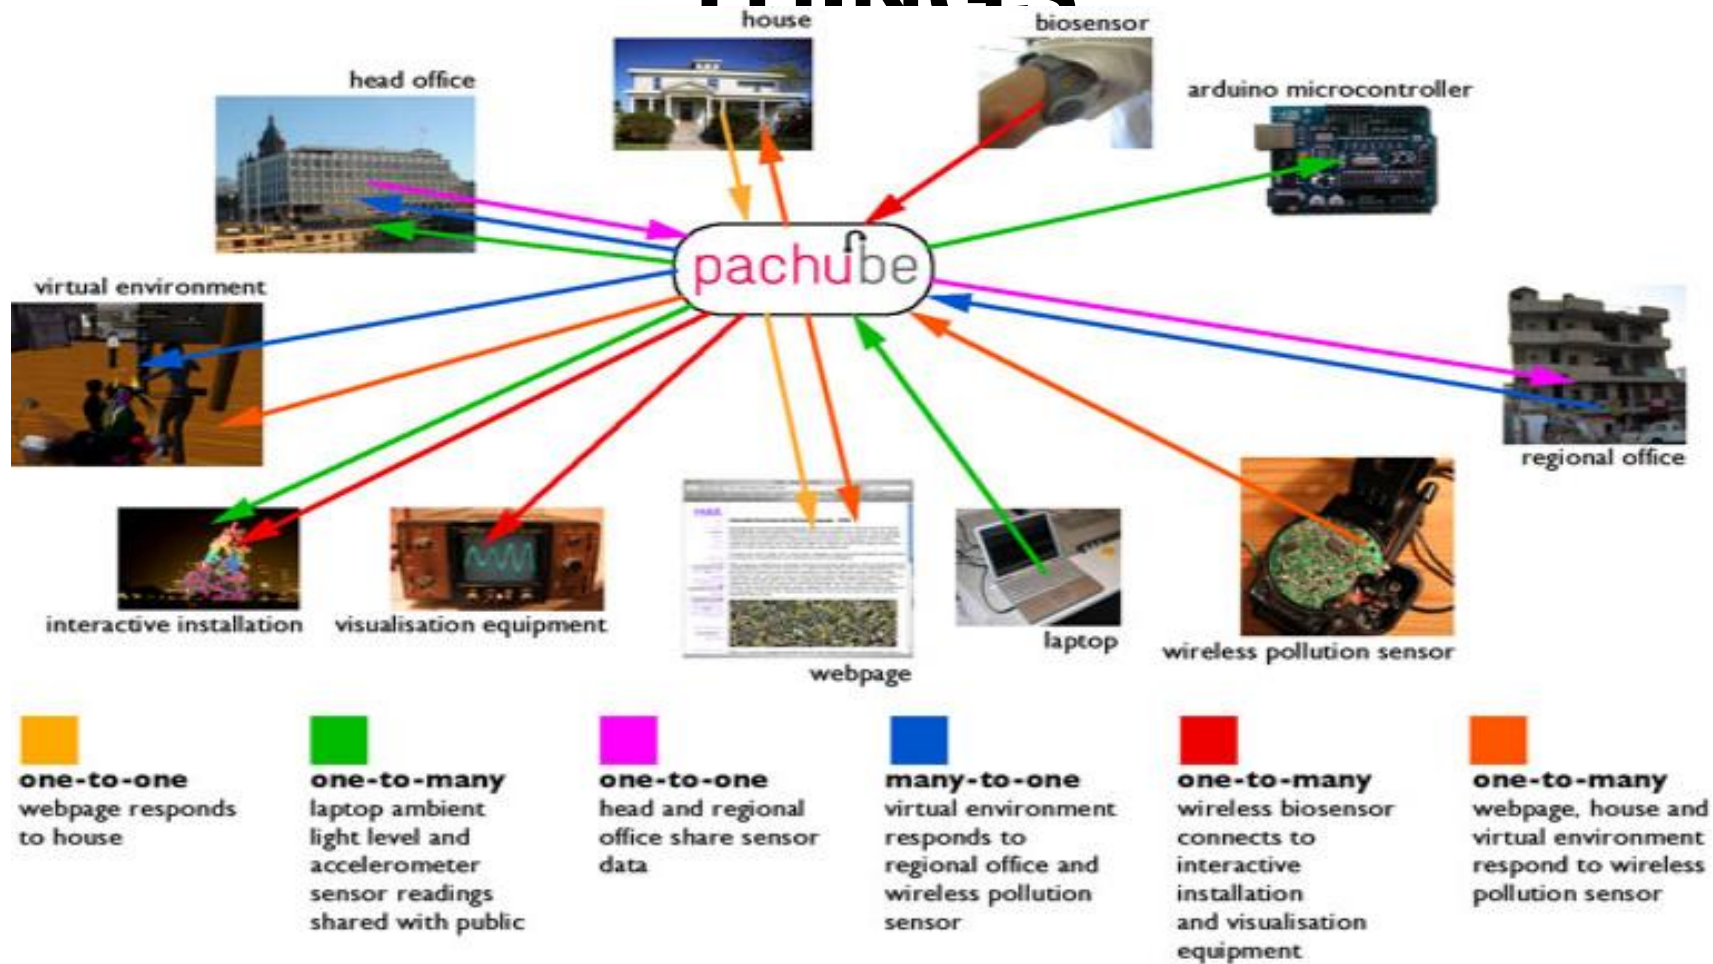 THINGS
house
biosensor
head office
arduino microcontroller
pachube
virtual environment
regional office
interactive installation
visualisation equipment
laptop
wireless pollution sensor
webpage
one-to-one
webpage responds
to house
one-to-many
laptop ambient
light level and
accelerometer
sensor readings
shared with public
one-to-one
head and regional
office share sensor
data
many-to-one
virtual environment
responds to
regional office and
wireless pollution
sensor
one-to-many
wireless biosensor
connects to
interactive
installation
and visualisation
equipment
one-to-many
webpage, house and
virtual environment
respond to wireless
pollution sensor